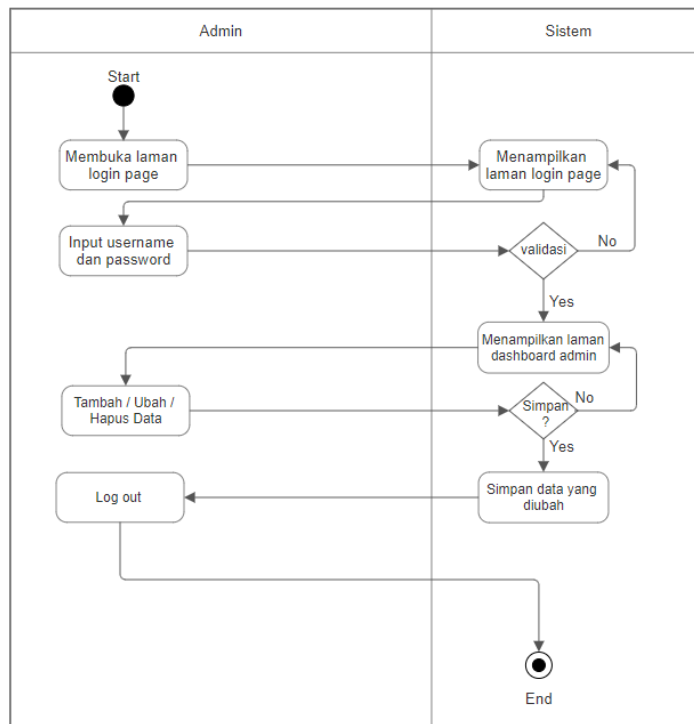 Admin
Sistem
Start
Membuka laman
login page
Menampilkan
laman login page
Input username
dan password
validasi
No
Yes
Menampilkan laman
dashboard admin
Tambah / Ubah /
Hapus Data
Simpan
?
No
Yes
Log out
Simpan data yang
diubah
End